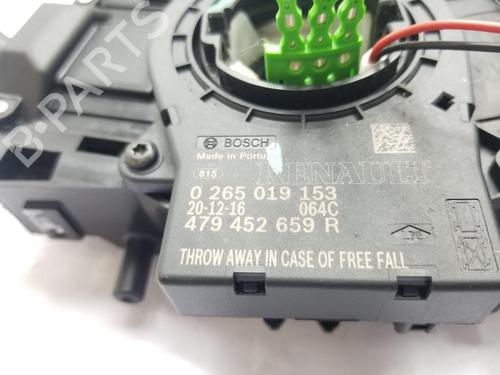 B-PARTS
BOSCH
Made in Portu
815
RENAULT
0 265 019 153
20-12-16 064C
479 452 659 R
THROW AWAY IN CASE OF FREE FALL